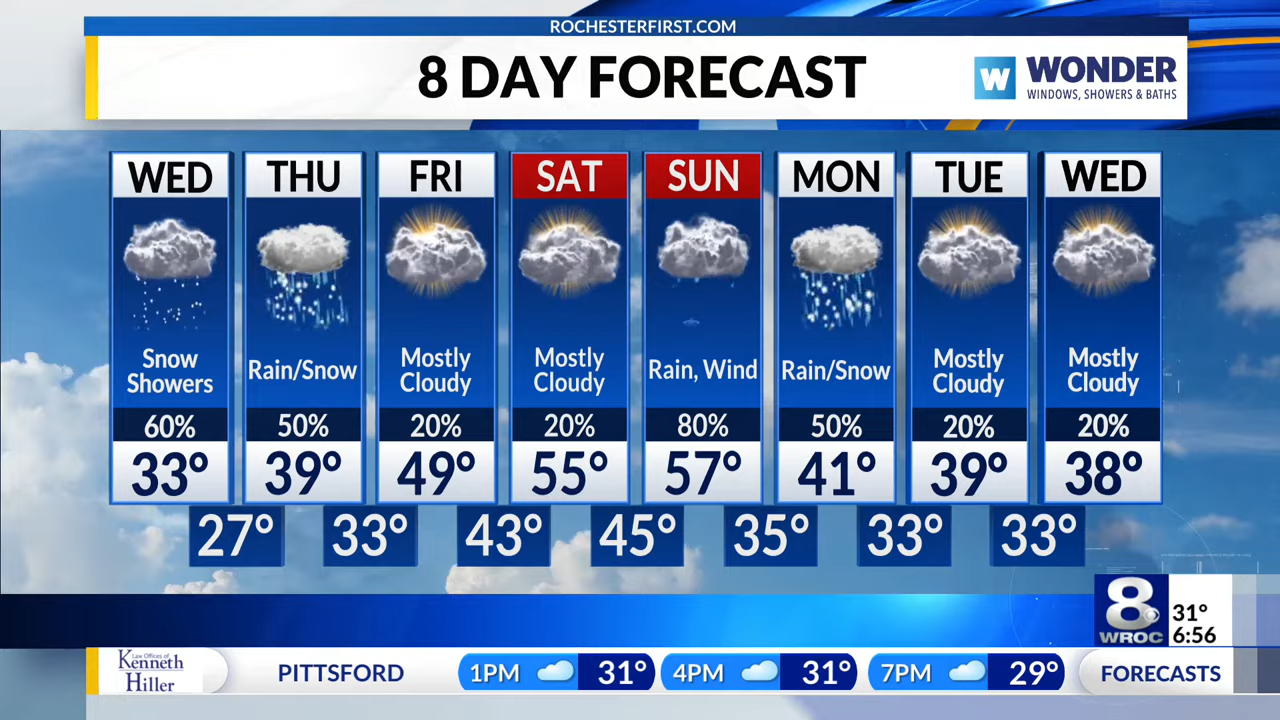 ROCHESTERFIRST.COM
8 DAY FORECAST
W WONDER
WINDOWS, SHOWERS & BATHS
WED THU FRI SAT SUN MON TUE WED
Snow Showers Rain/Snow Mostly Cloudy Mostly Cloudy Rain, Wind Rain/Snow Mostly Cloudy Mostly Cloudy
60% 50% 20% 20% 80% 50% 20% 20%
33° 39° 49° 55° 57° 41° 39° 38°
27° 33° 43° 45° 35° 33° 33°
8 WROC
31°
6:56
Law Offices of
Kenneth
Hiller
PITTSFORD 1PM 31° 4PM 31° 7PM 29° FORECASTS